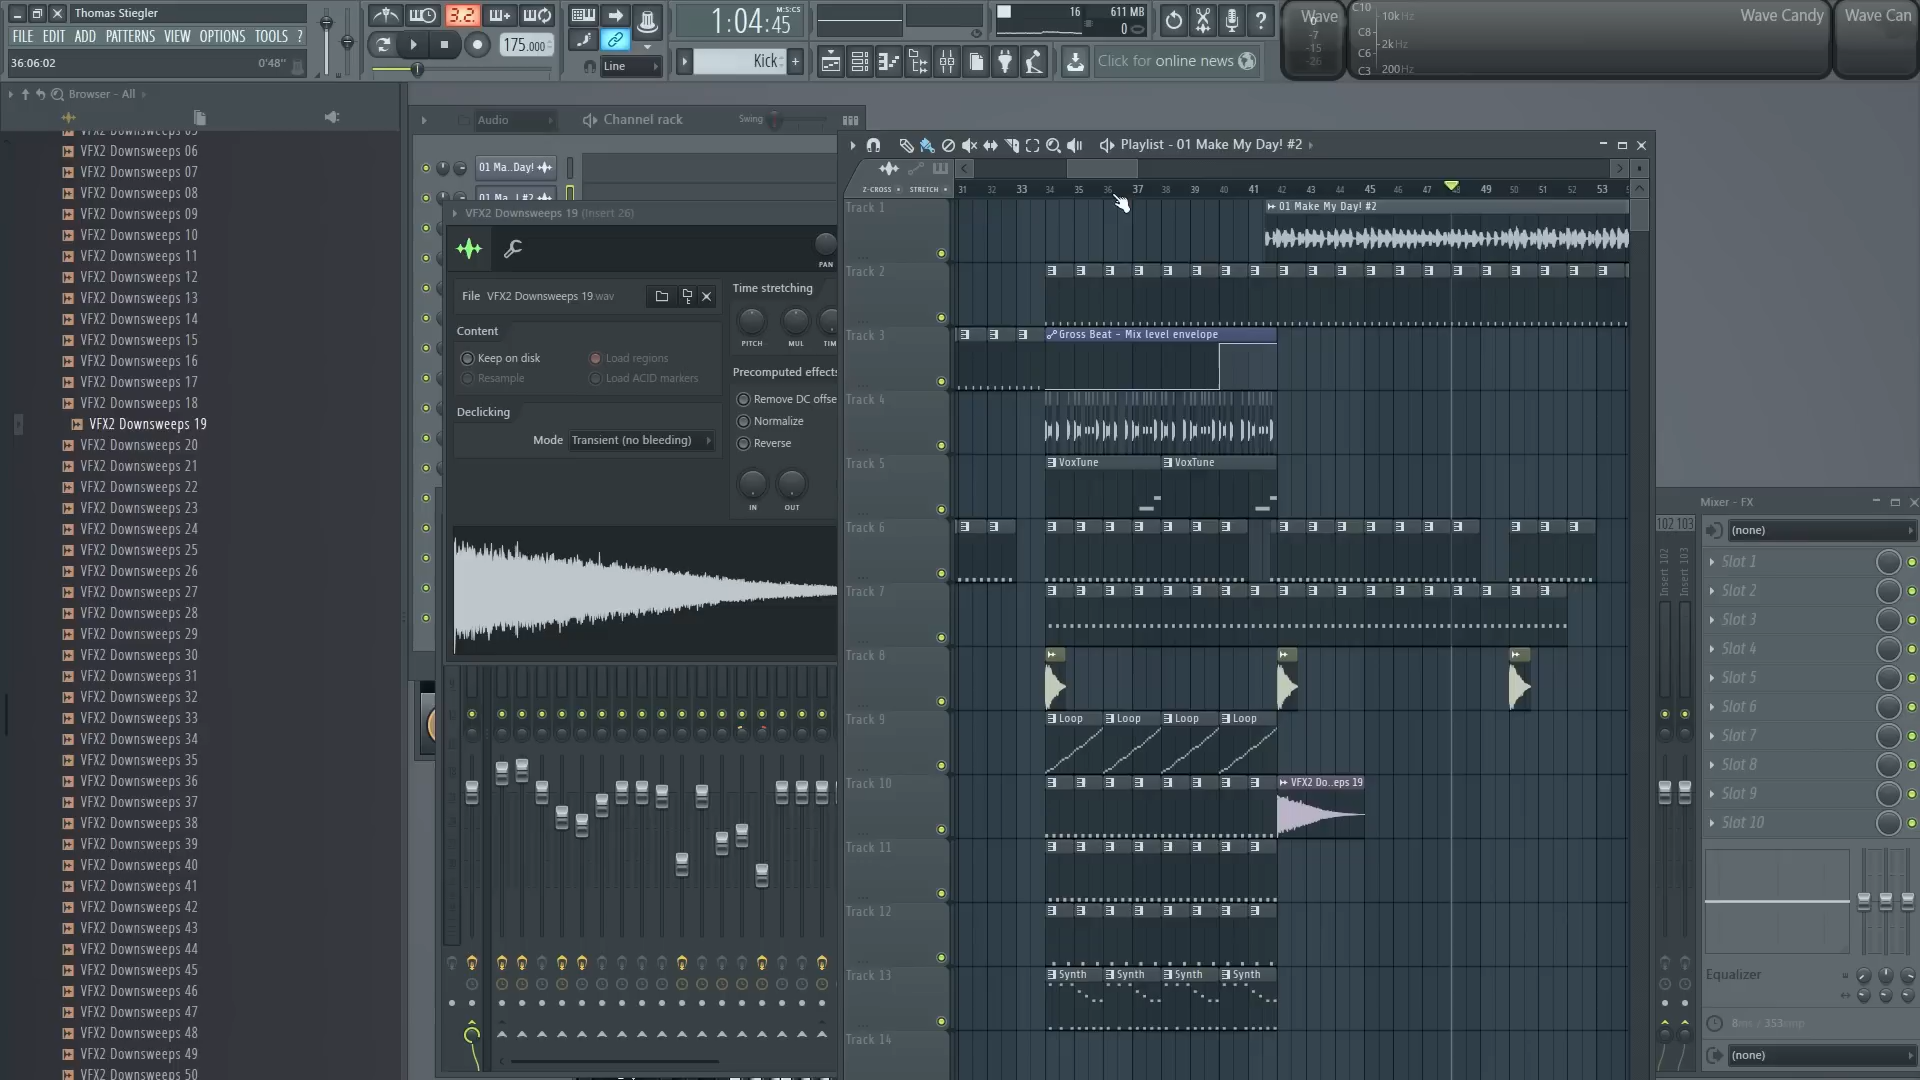 Thomas Stiegler
FILE EDIT ADD PATTERNS VIEW OPTIONS TOOLS ?
36:06:02 0'48"
3.2.
175.000
Line
M:S:CS
1:04:45
Kick
16 611 MB
0
Click for online news
Wave
0
-7
-15
-26
C10
C8
C6
C3
10kHz
2kHz
200Hz
Wave Candy
Wave Can
Browser - All
VFX2 Downsweeps 05
VFX2 Downsweeps 06
VFX2 Downsweeps 07
VFX2 Downsweeps 08
VFX2 Downsweeps 09
VFX2 Downsweeps 10
VFX2 Downsweeps 11
VFX2 Downsweeps 12
VFX2 Downsweeps 13
VFX2 Downsweeps 14
VFX2 Downsweeps 15
VFX2 Downsweeps 16
VFX2 Downsweeps 17
VFX2 Downsweeps 18
VFX2 Downsweeps 19
VFX2 Downsweeps 20
VFX2 Downsweeps 21
VFX2 Downsweeps 22
VFX2 Downsweeps 23
VFX2 Downsweeps 24
VFX2 Downsweeps 25
VFX2 Downsweeps 26
VFX2 Downsweeps 27
VFX2 Downsweeps 28
VFX2 Downsweeps 29
VFX2 Downsweeps 30
VFX2 Downsweeps 31
VFX2 Downsweeps 32
VFX2 Downsweeps 33
VFX2 Downsweeps 34
VFX2 Downsweeps 35
VFX2 Downsweeps 36
VFX2 Downsweeps 37
VFX2 Downsweeps 38
VFX2 Downsweeps 39
VFX2 Downsweeps 40
VFX2 Downsweeps 41
VFX2 Downsweeps 42
VFX2 Downsweeps 43
VFX2 Downsweeps 44
VFX2 Downsweeps 45
VFX2 Downsweeps 46
VFX2 Downsweeps 47
VFX2 Downsweeps 48
VFX2 Downsweeps 49
VFX2 Downsweeps 50
Audio Channel rack Swing
01 Ma..Day!
01 Ma..l #2
VFX2 Downsweeps 19 (Insert 26)
PAN
File VFX2 Downsweeps 19.wav
Content
Keep on disk
Load regions
Resample
Load ACID markers
Declicking
Mode Transient (no bleeding)
Time stretching
PITCH MUL TIM
Precomputed effects
Remove DC offse
Normalize
Reverse
IN OUT
Playlist - 01 Make My Day! #2
Z-CROSS STRETCH
31 32 33 34 35 36 37 38 39 40 41 42 43 44 45 46 47 48 49 50 51 52 53
Track 1
01 Make My Day! #2
Track 2
Track 3
Gross Beat - Mix level envelope
Track 4
Track 5
VoxTune VoxTune
Track 6
Track 7
Track 8
Track 9
Loop Loop Loop Loop
Track 10
VFX2 Do..eps 19
Track 11
Track 12
Track 13
Synth Synth Synth Synth
Track 14
Mixer - FX
102 103
Insert 102
Insert 103
(none)
Slot 1
Slot 2
Slot 3
Slot 4
Slot 5
Slot 6
Slot 7
Slot 8
Slot 9
Slot 10
Equalizer
8ms / 353smp
(none)